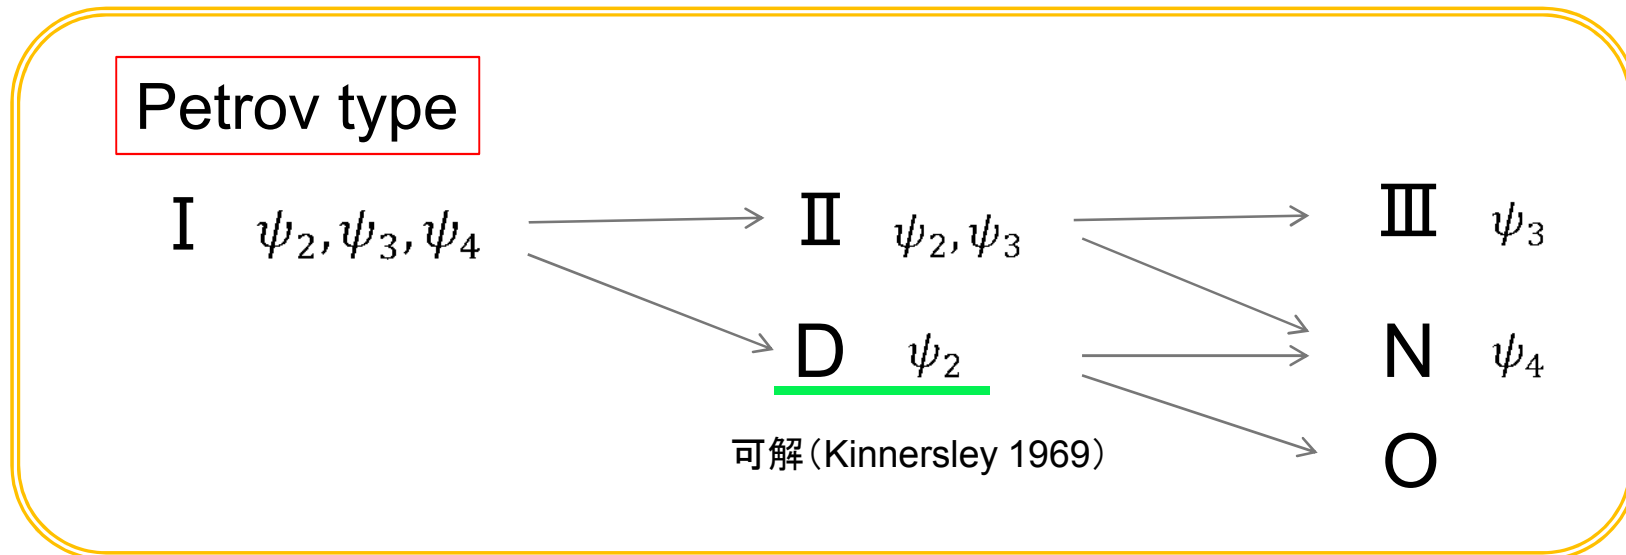 Petrov type
Ⅰ ψ₂,ψ₃,ψ₄
Ⅱ ψ₂,ψ₃
Ⅲ ψ₃
D ψ₂
N ψ₄
可解(Kinnersley 1969)
O